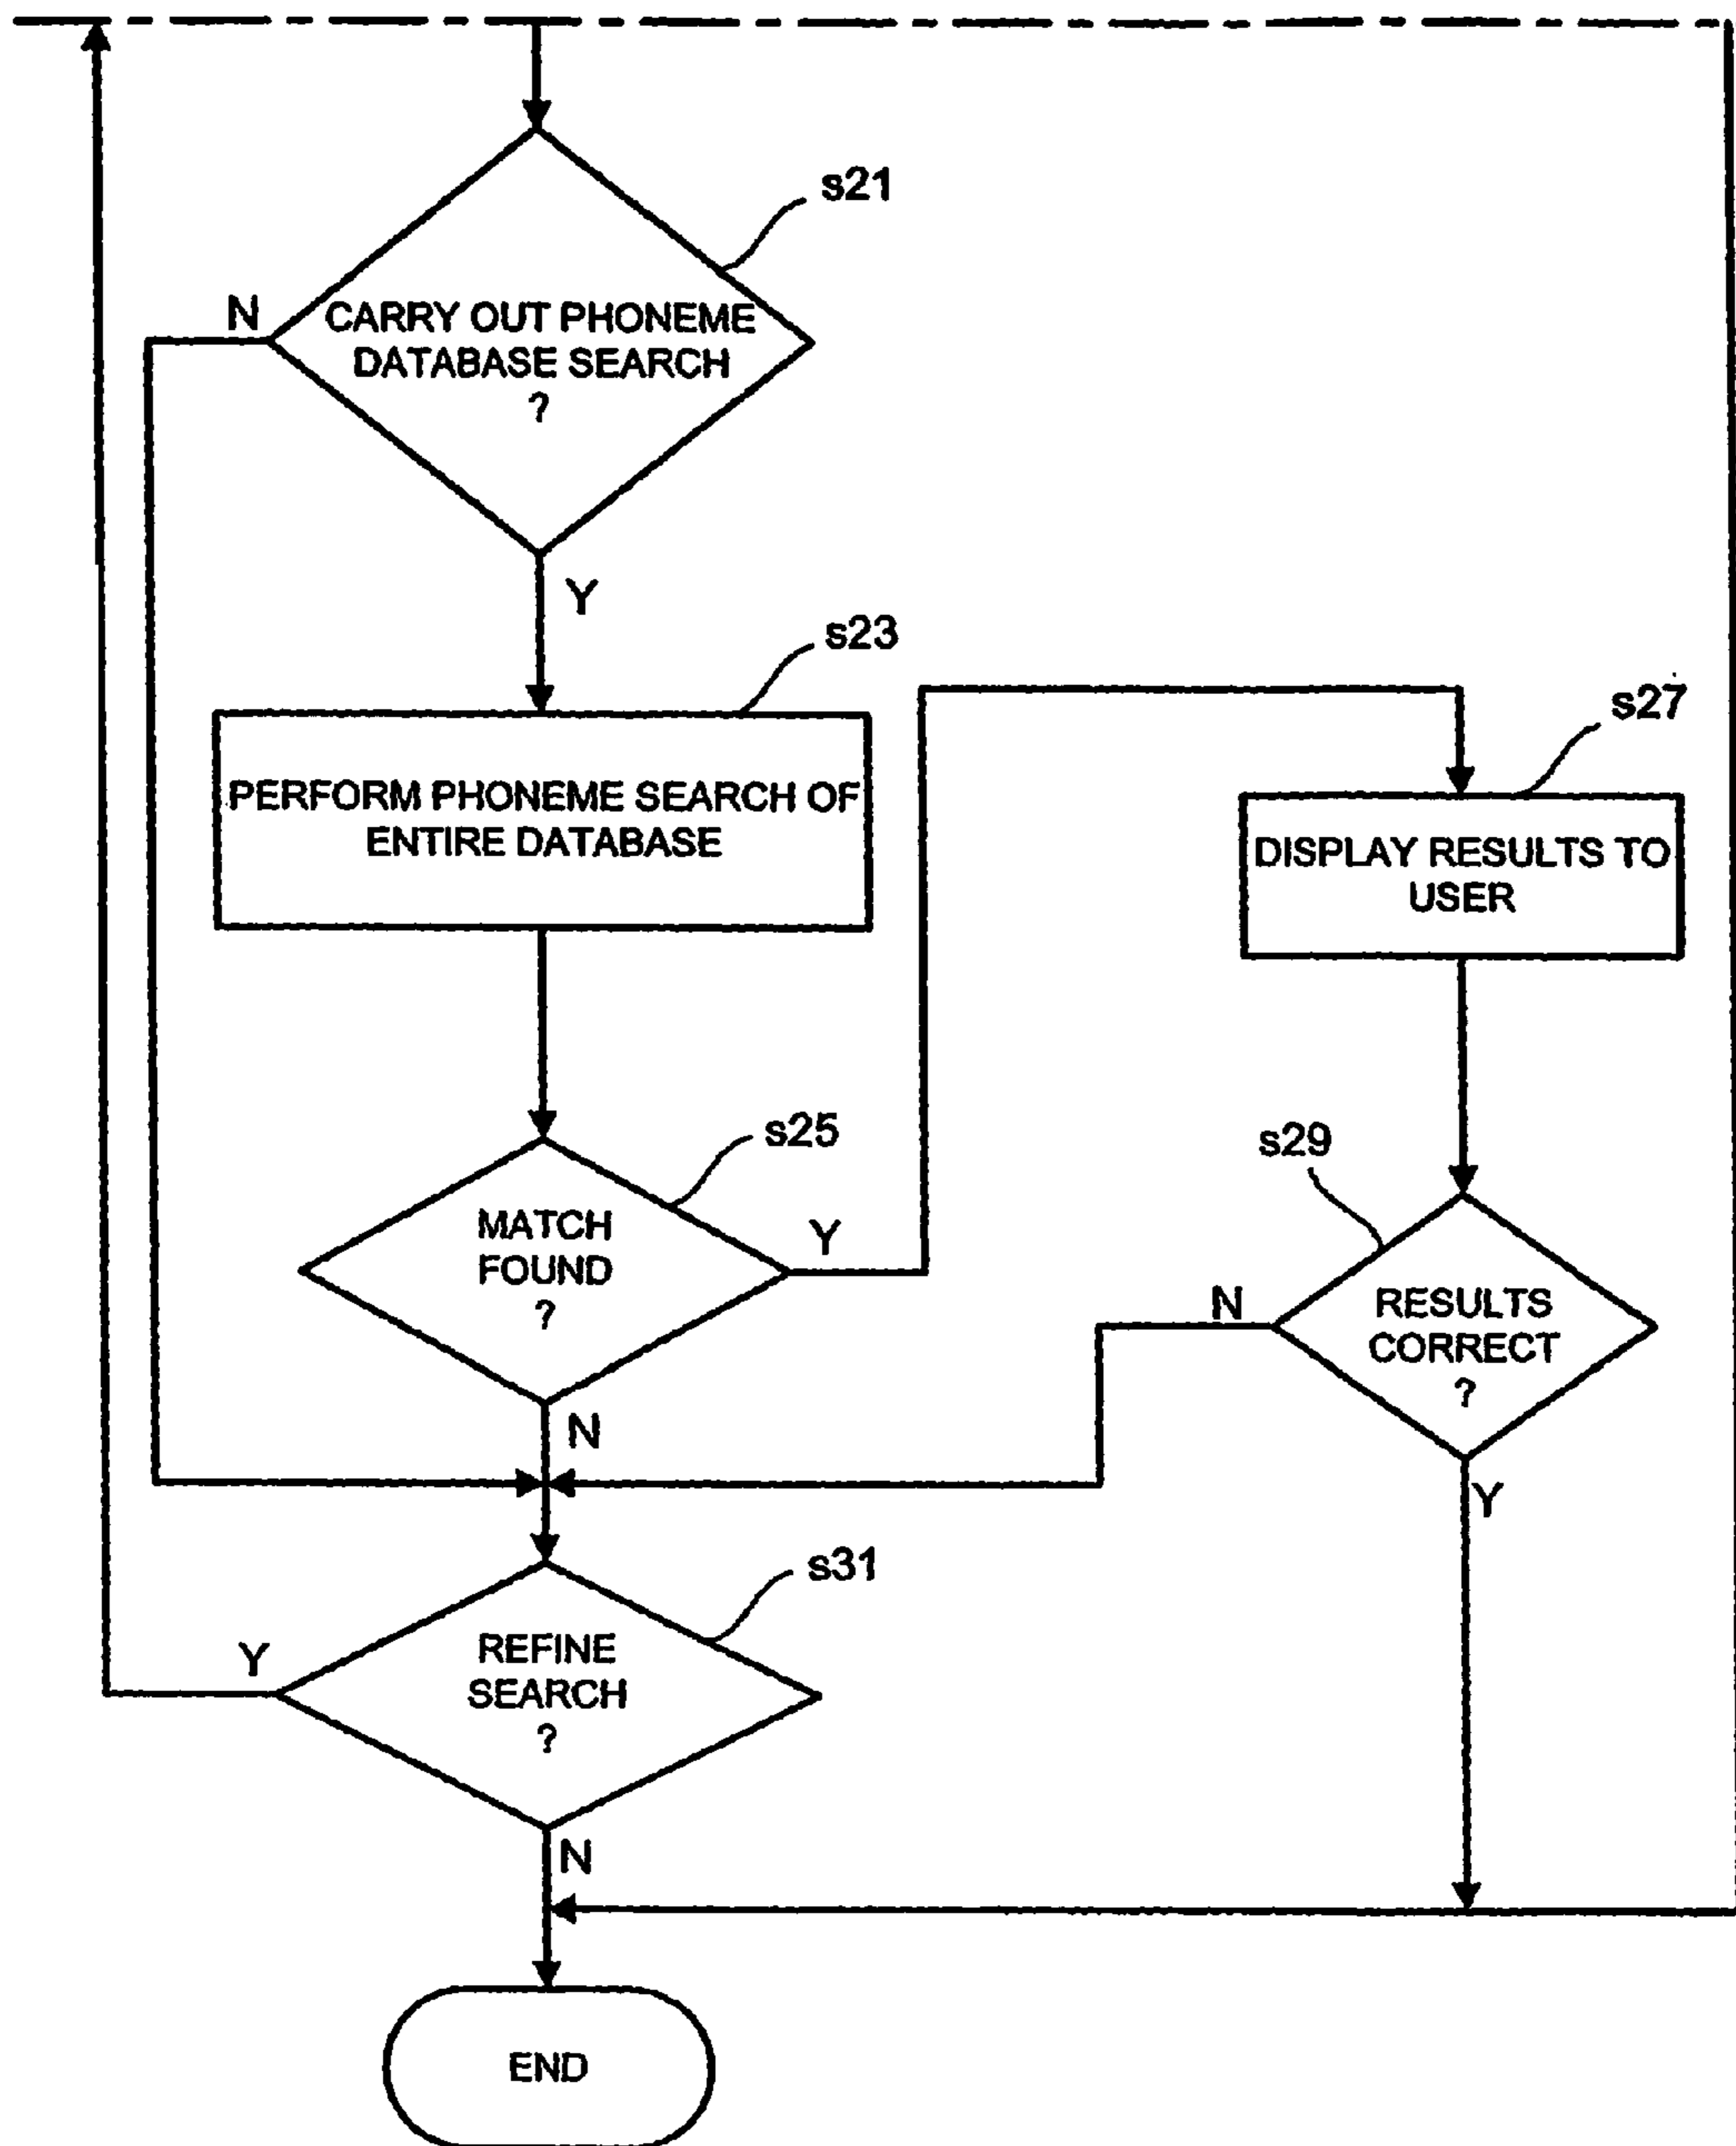 s21
N
CARRY OUT PHONEME
DATABASE SEARCH
?
Y
s23
PERFORM PHONEME SEARCH OF
ENTIRE DATABASE
s27
DISPLAY RESULTS TO
USER
s25
MATCH
FOUND
?
Y
N
s29
RESULTS
CORRECT
?
N
Y
s31
REFINE
SEARCH
?
Y
N
END